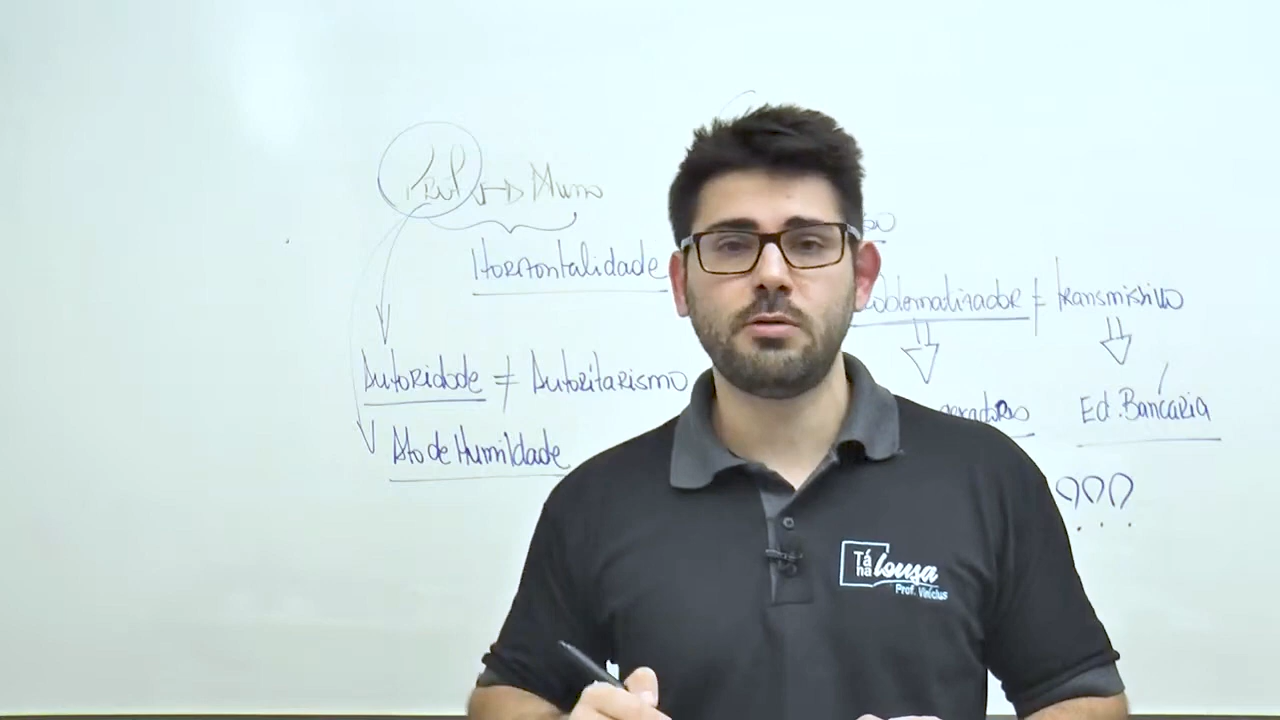 Prof ↔ Aluno
Horizontalidade
Autoridade ≠ Autoritarismo
Ato de Humildade
≠ transmissivo
Ed. Bancária
???
Tá
na lousa
Prof. Vinícius